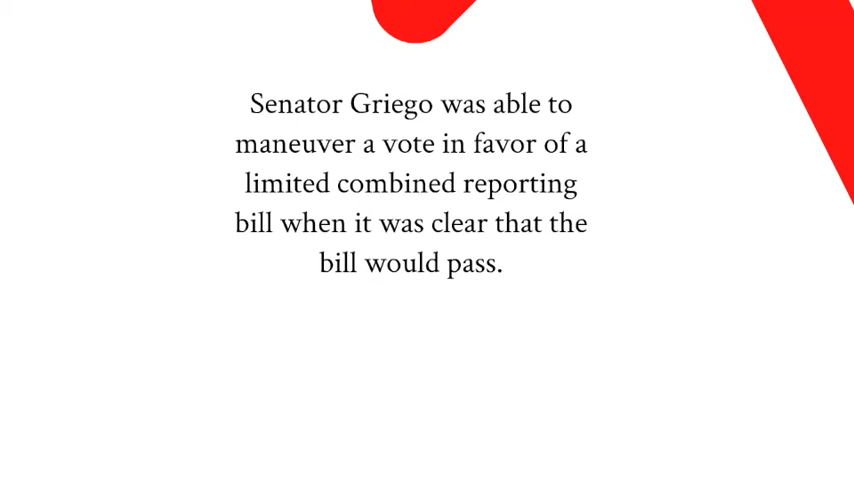 Senator Griego was able to
maneuver a vote in favor of a
limited combined reporting
bill when it was clear that the
bill would pass.